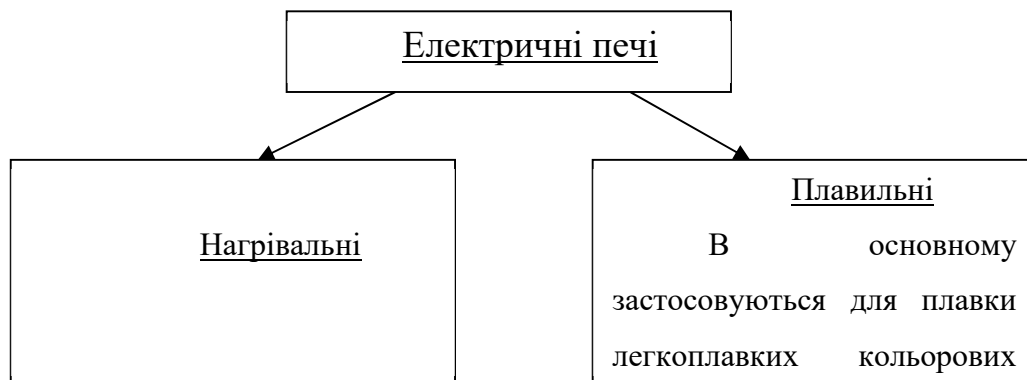 Електричні печі
Нагрівальні
Плавильні
В основному
застосовуються для плавки
легкоплавких кольорових